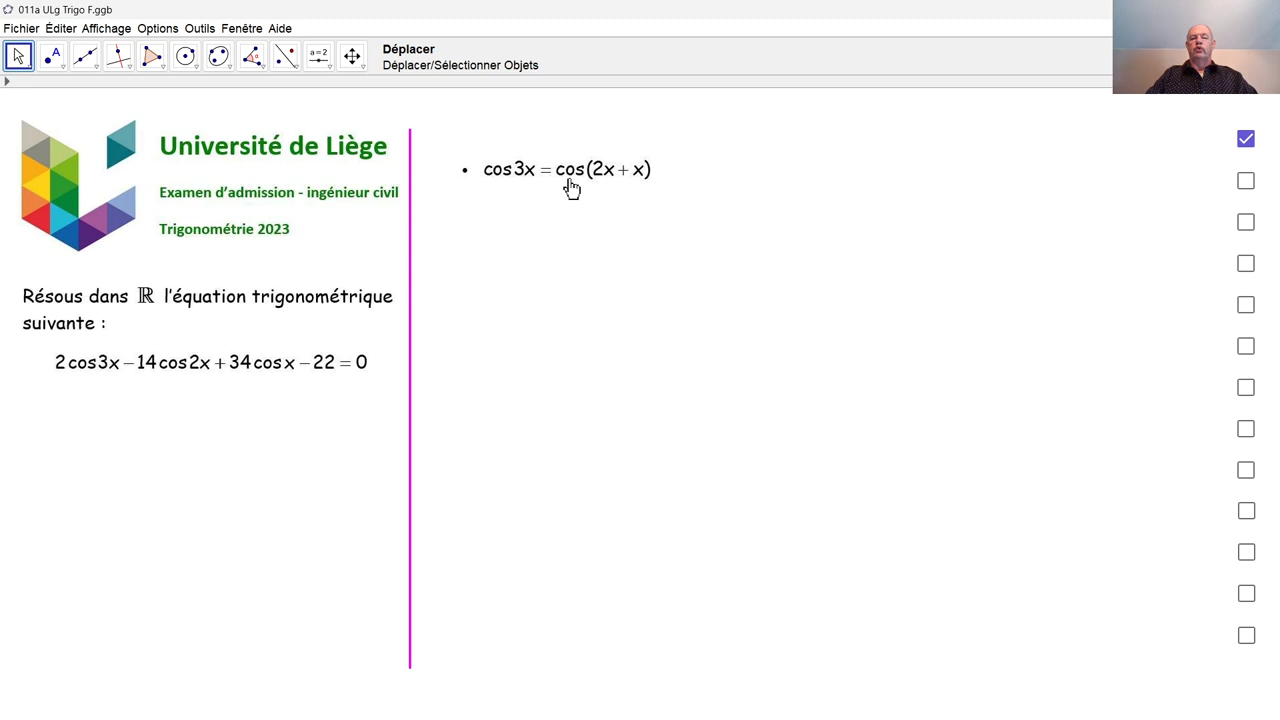 011a ULg Trigo F.ggb
Fichier Éditer Affichage Options Outils Fenêtre Aide
A
a=2
Déplacer
Déplacer/Sélectionner Objets
Université de Liège
Examen d'admission - ingénieur civil
Trigonométrie 2023
Résous dans ℝ l'équation trigonométrique
suivante :
2cos3x − 14cos2x + 34cosx − 22 = 0
• cos3x = cos(2x + x)